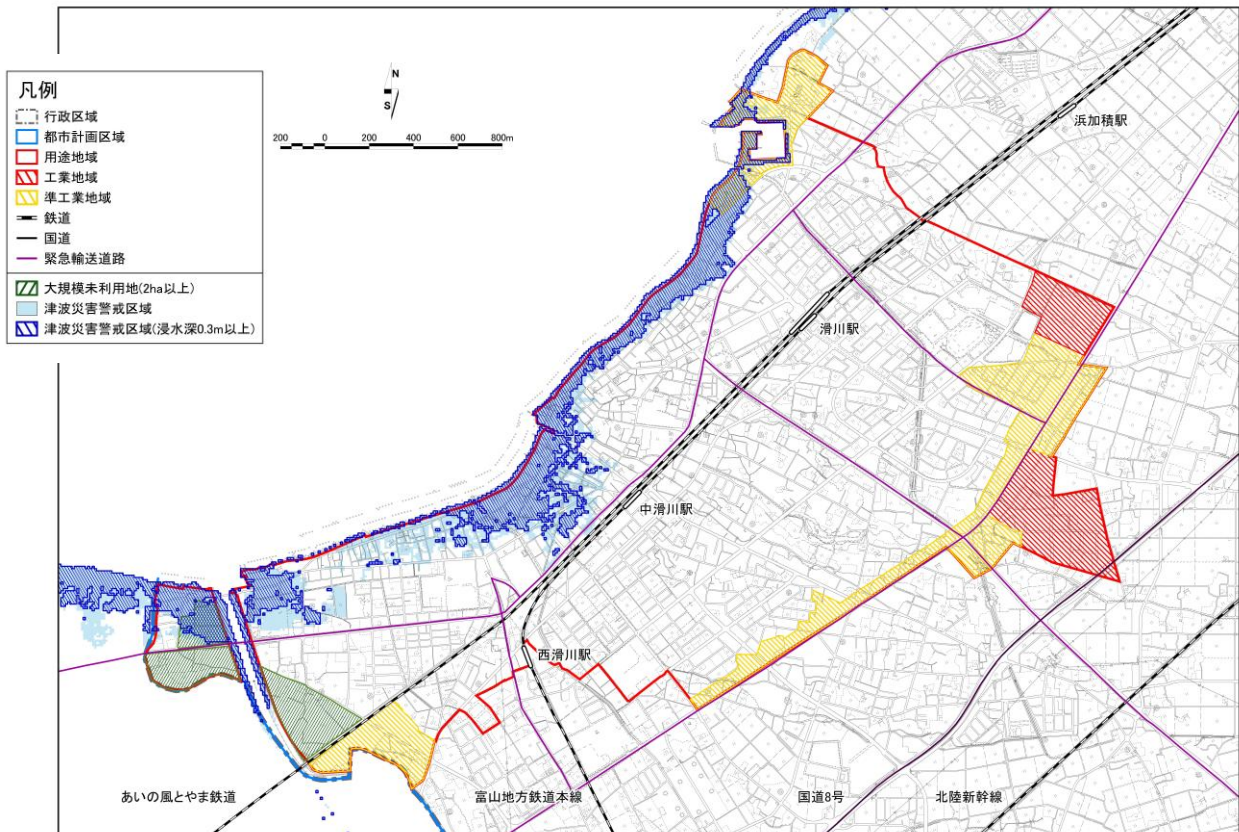 凡例
行政区域
都市計画区域
用途地域
工業地域
準工業地域
鉄道
国道
緊急輸送道路
大規模未利用地(2ha以上)
津波災害警戒区域
津波災害警戒区域(浸水深0.3m以上)
N
S
200 0 200 400 600 800m
浜加積駅
滑川駅
中滑川駅
西滑川駅
あいの風とやま鉄道
富山地方鉄道本線
国道8号
北陸新幹線